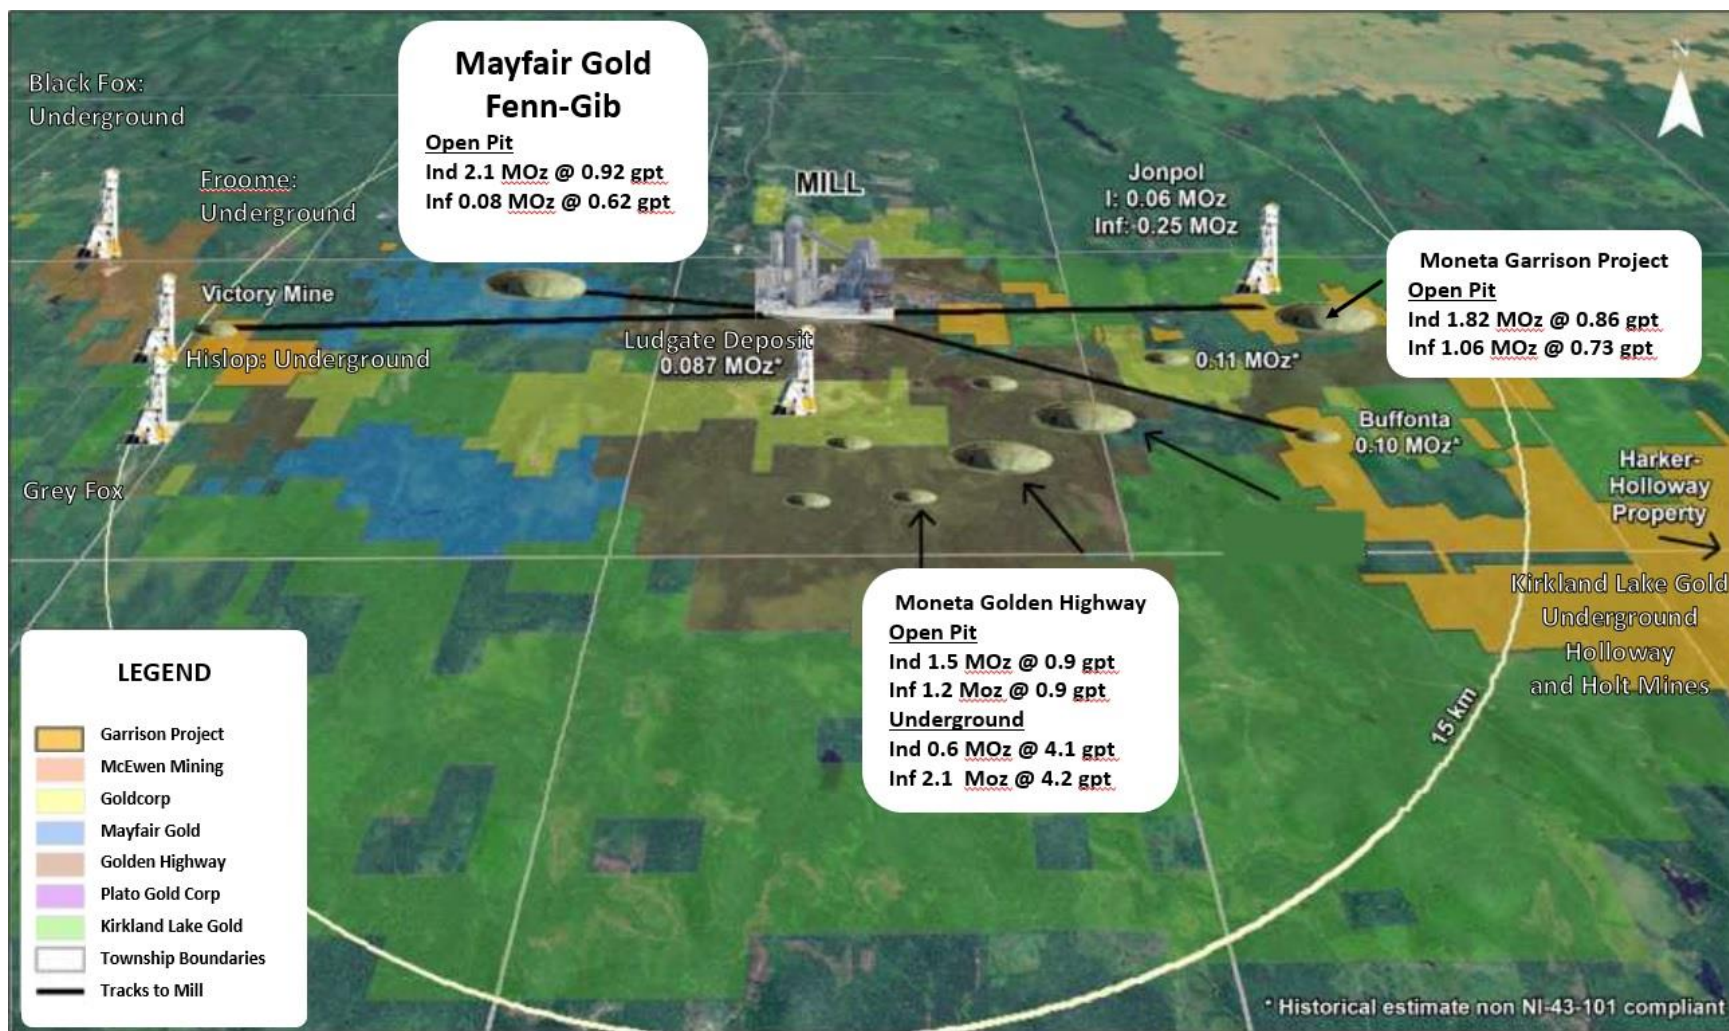 Black Fox:
Underground
Mayfair Gold
Fenn-Gib
Open Pit
Ind 2.1 MOz @ 0.92 gpt
Inf 0.08 MOz @ 0.62 gpt
N
Froome:
Underground
MILL
Jonpol
I: 0.06 MOz
Inf: 0.25 MOz
Moneta Garrison Project
Open Pit
Ind 1.82 MOz @ 0.86 gpt
Inf 1.06 MOz @ 0.73 gpt
Victory Mine
Hislop: Underground
Ludgate Deposit
0.087 MOz*
0.11 MOz*
Buffonta
0.10 MOz*
Grey Fox
Harker-
Holloway
Property
Kirkland Lake Gold
Underground
Holloway
and Holt Mines
Moneta Golden Highway
Open Pit
Ind 1.5 MOz @ 0.9 gpt
Inf 1.2 Moz @ 0.9 gpt
Underground
Ind 0.6 MOz @ 4.1 gpt
Inf 2.1 Moz @ 4.2 gpt
15 km
LEGEND
Garrison Project
McEwen Mining
Goldcorp
Mayfair Gold
Golden Highway
Plato Gold Corp
Kirkland Lake Gold
Township Boundaries
Tracks to Mill
* Historical estimate non NI-43-101 compliant